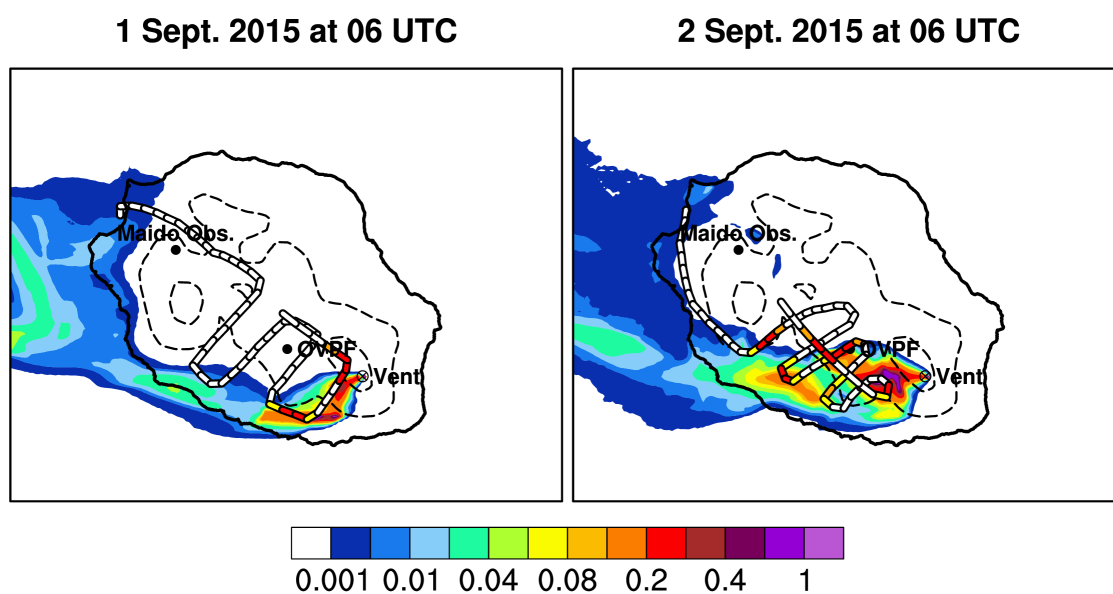 1 Sept. 2015 at 06 UTC
2 Sept. 2015 at 06 UTC
Maido Obs.
OVPF
Vent
Maido Obs.
OVPF
Vent
0.001 0.01 0.04 0.08 0.2 0.4 1